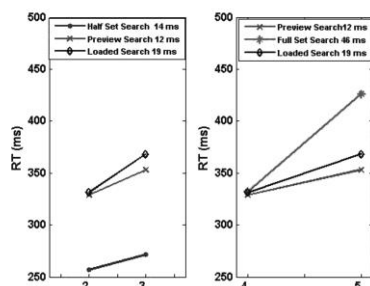 500
Half Set Search 14 ms
Preview Search 12 ms
Loaded Search 19 ms
450
400
RT (ms)
350
300
250
2 3
500
Preview Search12 ms
Full Set Search 46 ms
Loaded Search 19 ms
450
400
RT (ms)
350
300
250
4 5